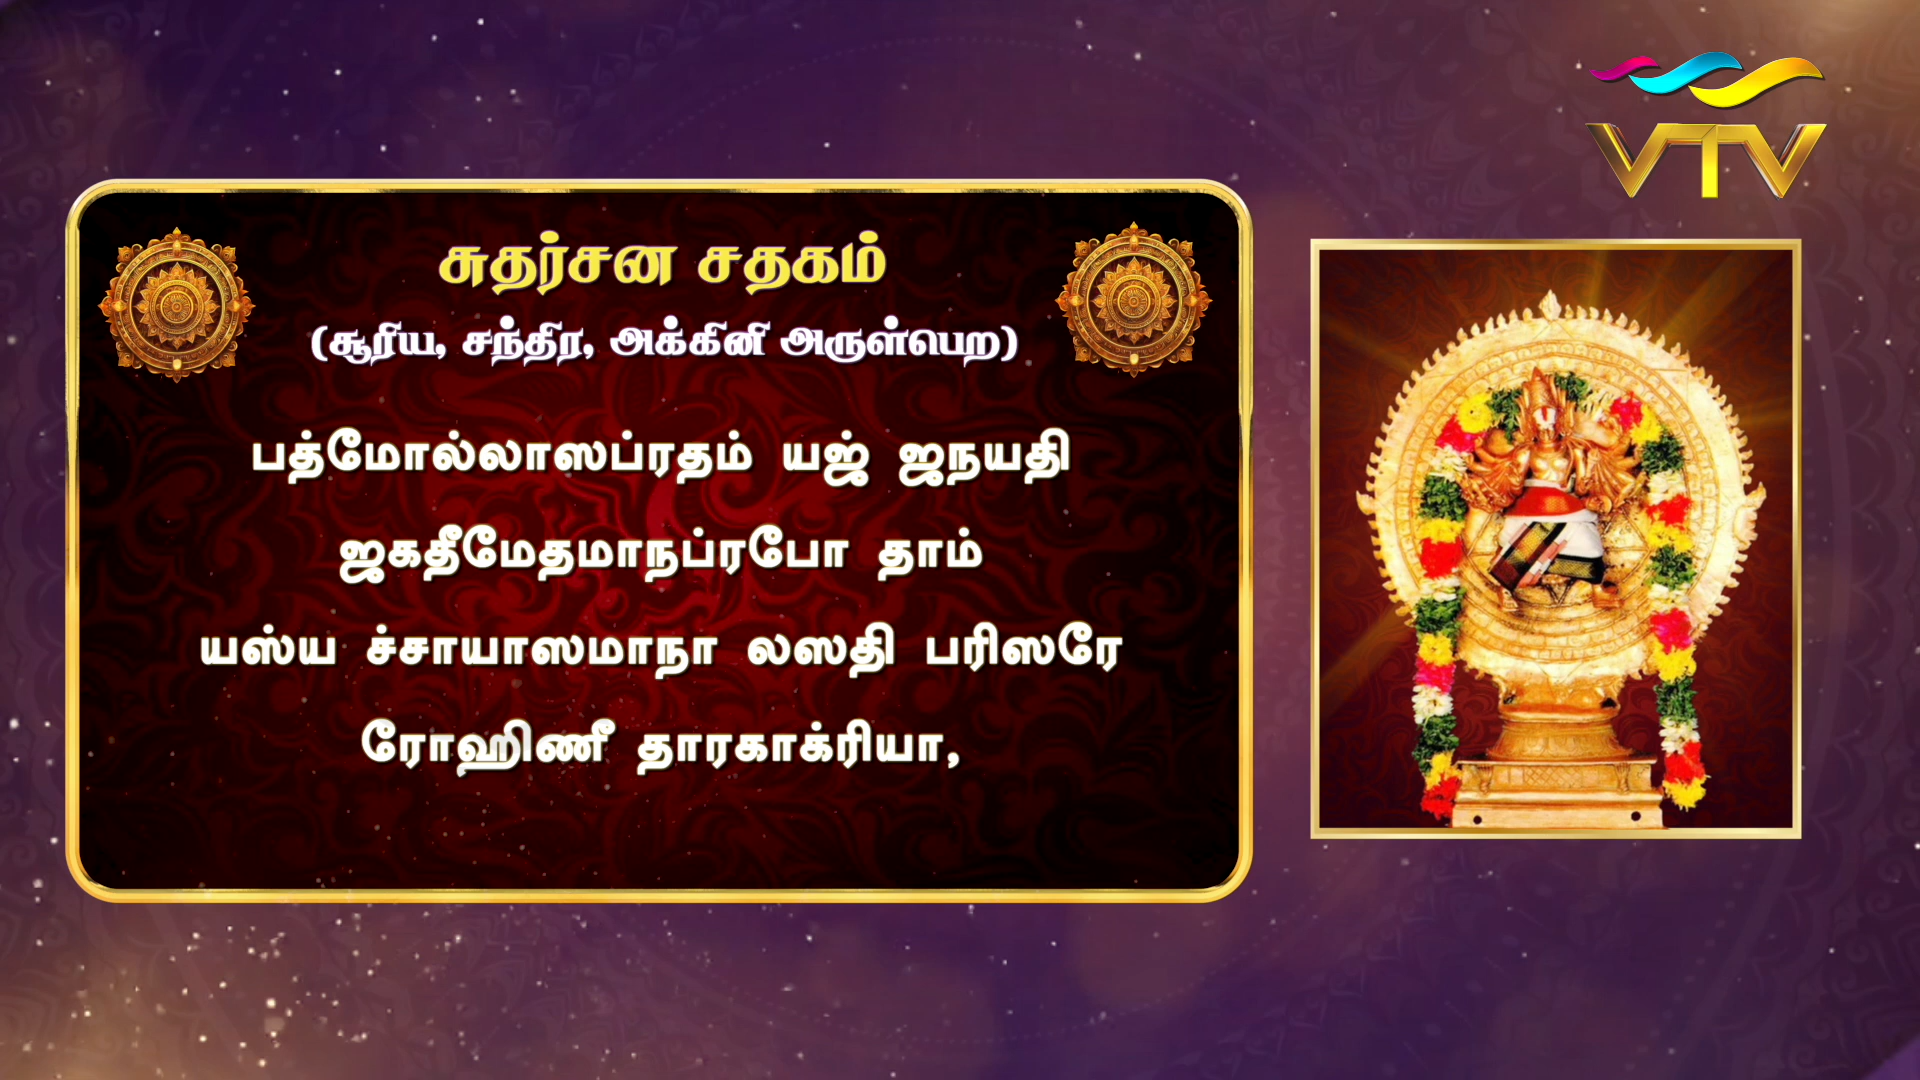 VTV
சுதர்சன சதகம்
(சூரிய, சந்திர, அக்கினி அருள்பெற)
பத்மோல்லாஸப்ரதம் யஜ் ஜநயதி
ஜகதீமேதமாநப்ரபோ தாம்
யஸ்ய ச்சாயாஸமாநா லஸதி பரிஸரே
ரோஹிணீ தாரகாக்ரியா,